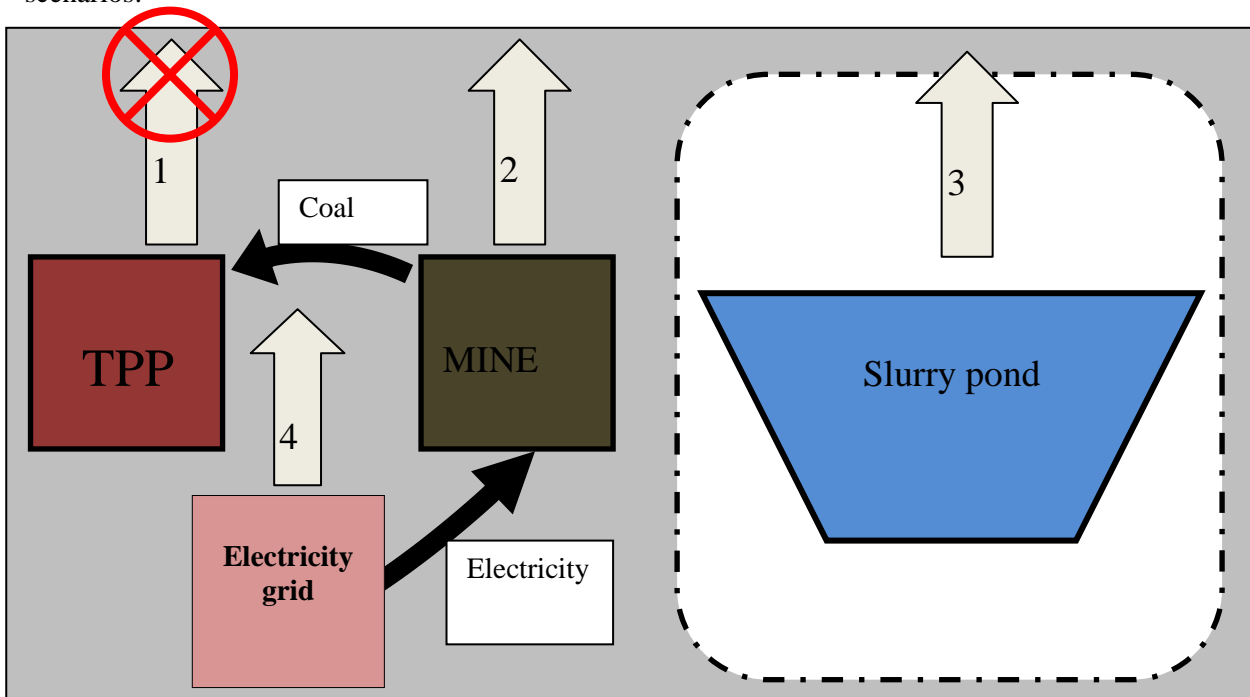 scenarios:
1
2
3
Coal
TPP
MINE
Slurry pond
4
Electricity
grid
Electricity